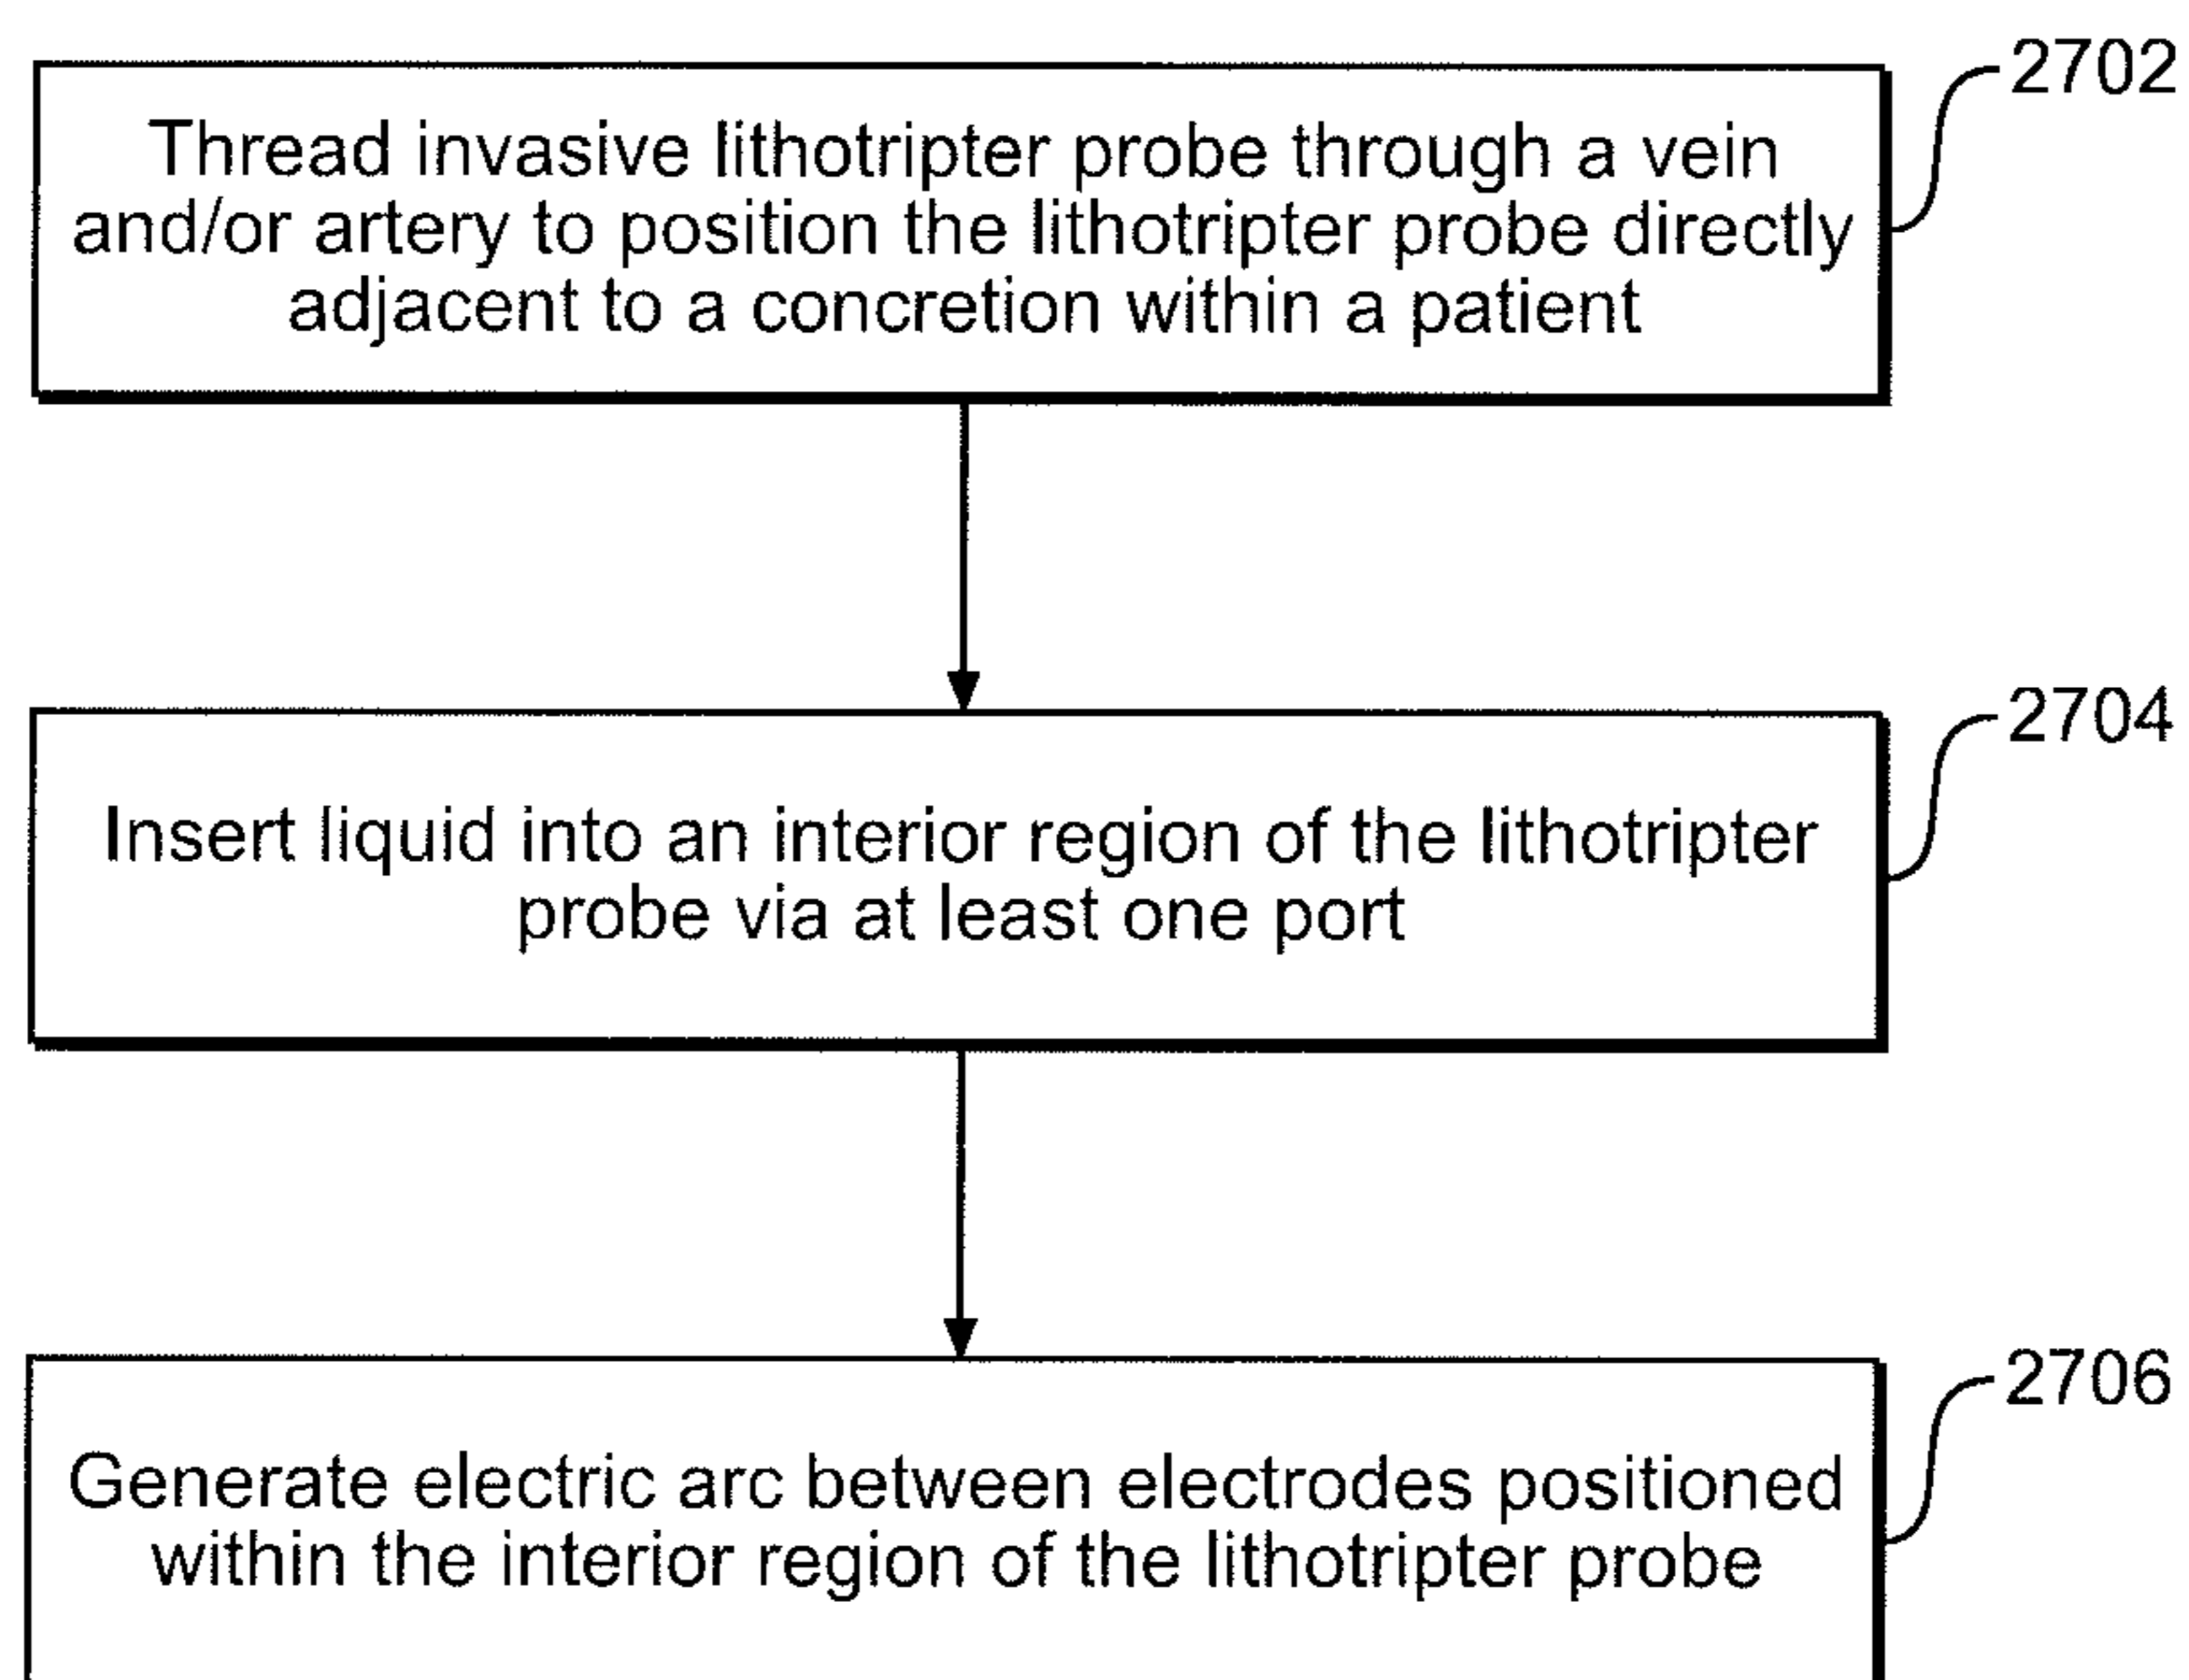 2702
Thread invasive lithotripter probe through a vein
and/or artery to position the lithotripter probe directly
adjacent to a concretion within a patient
2704
Insert liquid into an interior region of the lithotripter
probe via at least one port
2706
Generate electric arc between electrodes positioned
within the interior region of the lithotripter probe